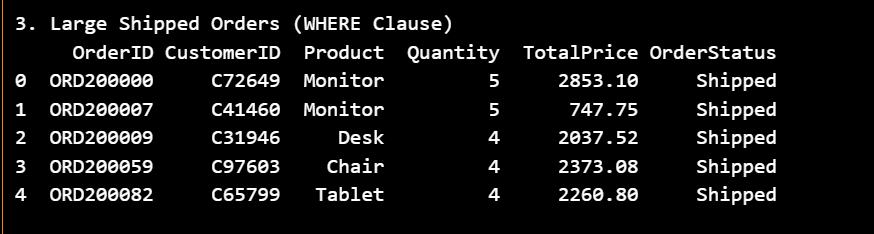 3. Large Shipped Orders (WHERE Clause)
OrderID CustomerID Product Quantity TotalPrice OrderStatus
0 ORD200000 C72649 Monitor 5 2853.10 Shipped
1 ORD200007 C41460 Monitor 5 747.75 Shipped
2 ORD200009 C31946 Desk 4 2037.52 Shipped
3 ORD200059 C97603 Chair 4 2373.08 Shipped
4 ORD200082 C65799 Tablet 4 2260.80 Shipped